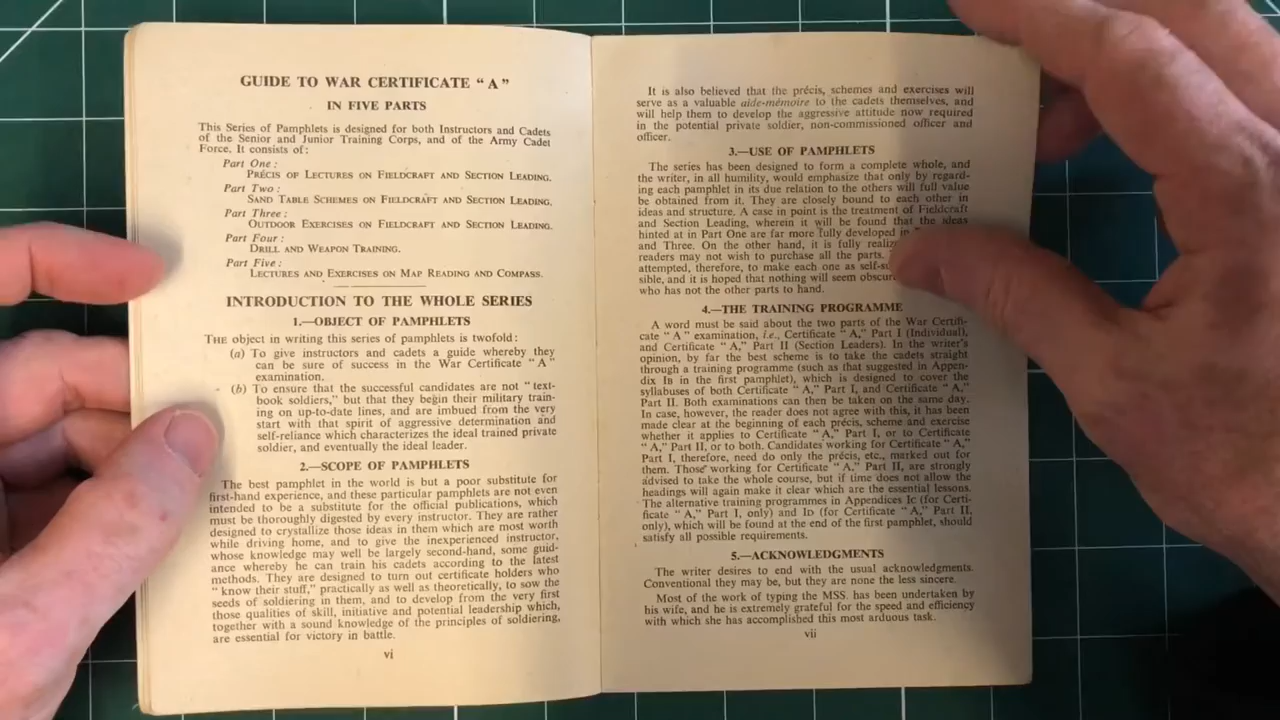 GUIDE TO WAR CERTIFICATE “ A ”
IN FIVE PARTS
This Series of Pamphlets is designed for both Instructors and Cadets
of the Senior and Junior Training Corps, and of the Army Cadet
Force. It consists of :
Part One :
PRÉCIS OF LECTURES ON FIELDCRAFT AND SECTION LEADING.
Part Two :
SAND TABLE SCHEMES ON FIELDCRAFT AND SECTION LEADING.
Part Three :
OUTDOOR EXERCISES ON FIELDCRAFT AND SECTION LEADING.
Part Four :
DRILL AND WEAPON TRAINING.
Part Five :
LECTURES AND EXERCISES ON MAP READING AND COMPASS.
INTRODUCTION TO THE WHOLE SERIES
1.—OBJECT OF PAMPHLETS
THE object in writing this series of pamphlets is twofold :
(a) To give instructors and cadets a guide whereby they
can be sure of success in the War Certificate “ A ”
examination.
(b) To ensure that the successful candidates are not “ text-
book soldiers,” but that they begin their military train-
ing on up-to-date lines, and are imbued from the very
start with that spirit of aggressive determination and
self-reliance which characterizes the ideal trained private
soldier, and eventually the ideal leader.
2.—SCOPE OF PAMPHLETS
The best pamphlet in the world is but a poor substitute for
first-hand experience, and these particular pamphlets are not even
intended to be a substitute for the official publications, which
must be thoroughly digested by every instructor. They are rather
designed to crystallize those ideas in them which are most worth
while driving home, and to give the inexperienced instructor,
whose knowledge may well be largely second-hand, some guid-
ance whereby he can train his cadets according to the latest
methods. They are designed to turn out certificate holders who
“ know their stuff,” practically as well as theoretically, to sow the
seeds of soldiering in them, and to develop from the very first
those qualities of skill, initiative and potential leadership which,
together with a sound knowledge of the principles of soldiering,
are essential for victory in battle.
vi
It is also believed that the précis, schemes and exercises will
serve as a valuable aide-mémoire to the cadets themselves, and
will help them to develop the aggressive attitude now required
in the potential private soldier, non-commissioned officer and
officer.
3.—USE OF PAMPHLETS
The series has been designed to form a complete whole, and
the writer, in all humility, would emphasize that only by regard-
ing each pamphlet in its due relation to the others will full value
be obtained from it. They are closely bound to each other in
ideas and structure. A case in point is the treatment of Fieldcraft
and Section Leading, wherein it will be found that the ideas
hinted at in Part One are far more fully developed in
and Three. On the other hand, it is fully
readers may not wish to purchase all the parts.
attempted, therefore, to make each one as
sible, and it is hoped that nothing will seem
who has not the other parts to hand.
4.—THE TRAINING PROGRAMME
A word must be said about the two parts of the War Certifi-
cate “ A ” examination, i.e., Certificate “ A,” Part I (Individual),
and Certificate “ A,” Part II (Section Leaders). In the writer’s
opinion, by far the best scheme is to take the cadets straight
through a training programme (such as that suggested in Appen-
dix IB in the first pamphlet), which is designed to cover the
syllabuses of both Certificate “ A,” Part I, and Certificate “ A,”
Part II. Both examinations can then be taken on the same day.
In case, however, the reader does not agree with this, it has been
made clear at the beginning of each précis, scheme and exercise
whether it applies to Certificate “ A,” Part I, or to Certificate
“ A,” Part II, or to both. Candidates working for Certificate “ A,”
Part I, therefore, need do only the précis, etc., marked out for
them. Those working for Certificate “ A,” Part II, are strongly
advised to take the whole course, but if time does not allow the
headings will again make it clear which are the essential lessons.
The alternative training programmes in Appendices IC (for Certi-
ficate “ A,” Part I, only) and ID (for Certificate “ A,” Part II,
only), which will be found at the end of the first pamphlet, should
satisfy all possible requirements.
5.—ACKNOWLEDGMENTS
The writer desires to end with the usual acknowledgments.
Conventional they may be, but they are none the less sincere.
Most of the work of typing the MSS. has been undertaken by
his wife, and he is extremely grateful for the speed and efficiency
with which she has accomplished this most arduous task.
vii